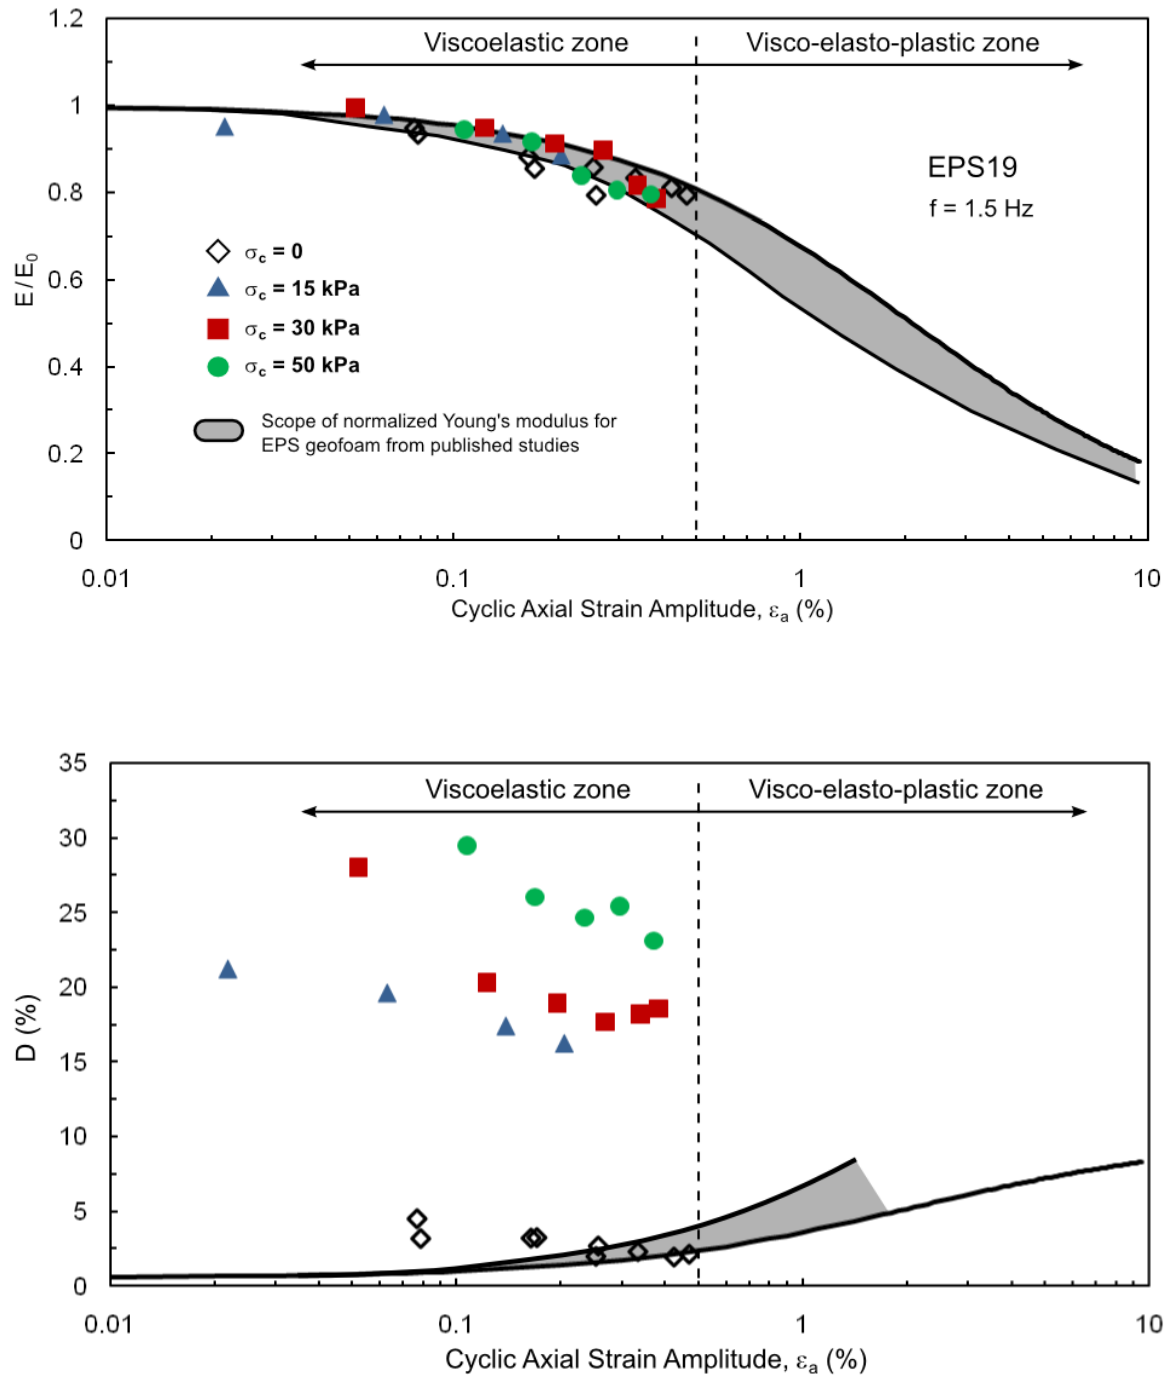 1.2
Viscoelastic zone
Visco-elasto-plastic zone
1
EPS19
0.8
f = 1.5 Hz
σc = 0
E/E0
0.6
σc = 15 kPa
σc = 30 kPa
0.4
σc = 50 kPa
Scope of normalized Young's modulus for
EPS geofoam from published studies
0.2
0
0.01 0.1 1 10
Cyclic Axial Strain Amplitude, εa (%)
35
Viscoelastic zone
Visco-elasto-plastic zone
30
25
20
D (%)
15
10
5
0
0.01 0.1 1 10
Cyclic Axial Strain Amplitude, εa (%)